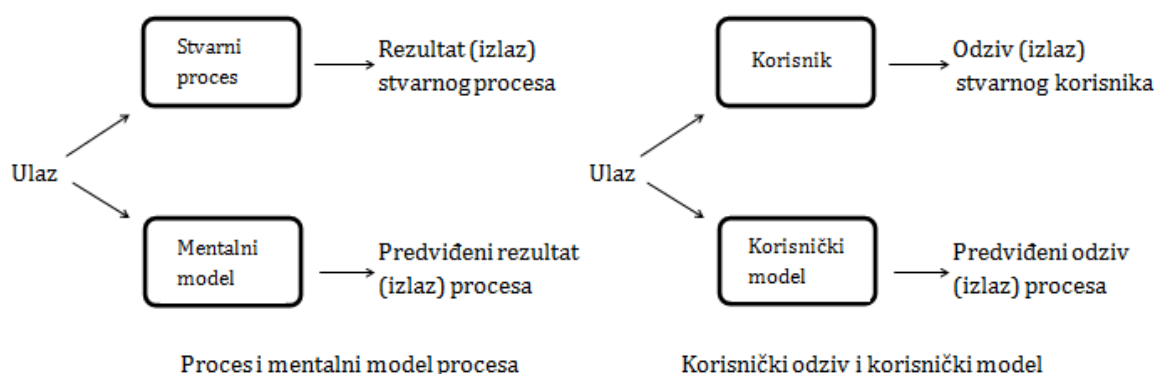 Stvarni
proces
Rezultat (izlaz)
stvarnog procesa
Ulaz
Mentalni
model
Predviđeni rezultat
(izlaz) procesa
Proces i mentalni model procesa
Korisnik
Odziv (izlaz)
stvarnog korisnika
Ulaz
Korisnički
model
Predviđeni odziv
(izlaz) procesa
Korisnički odziv i korisnički model